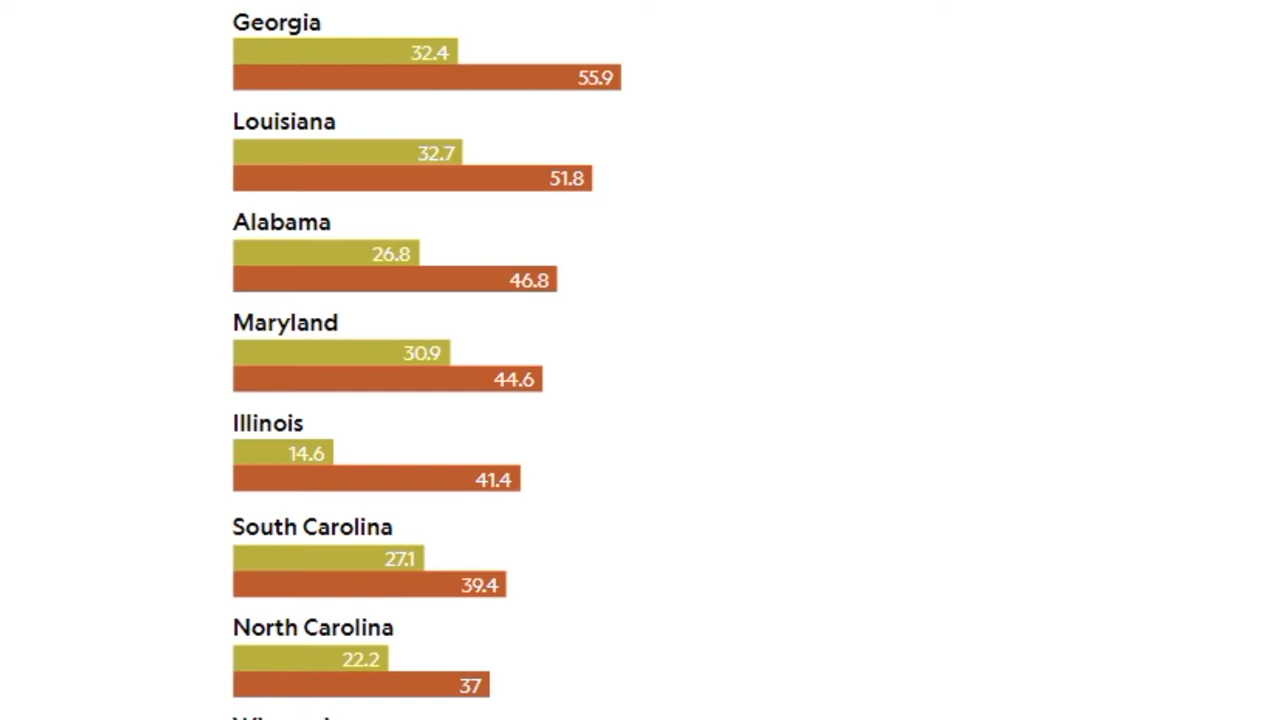 Georgia
32.4
55.9
Louisiana
32.7
51.8
Alabama
26.8
46.8
Maryland
30.9
44.6
Illinois
14.6
41.4
South Carolina
27.1
39.4
North Carolina
22.2
37